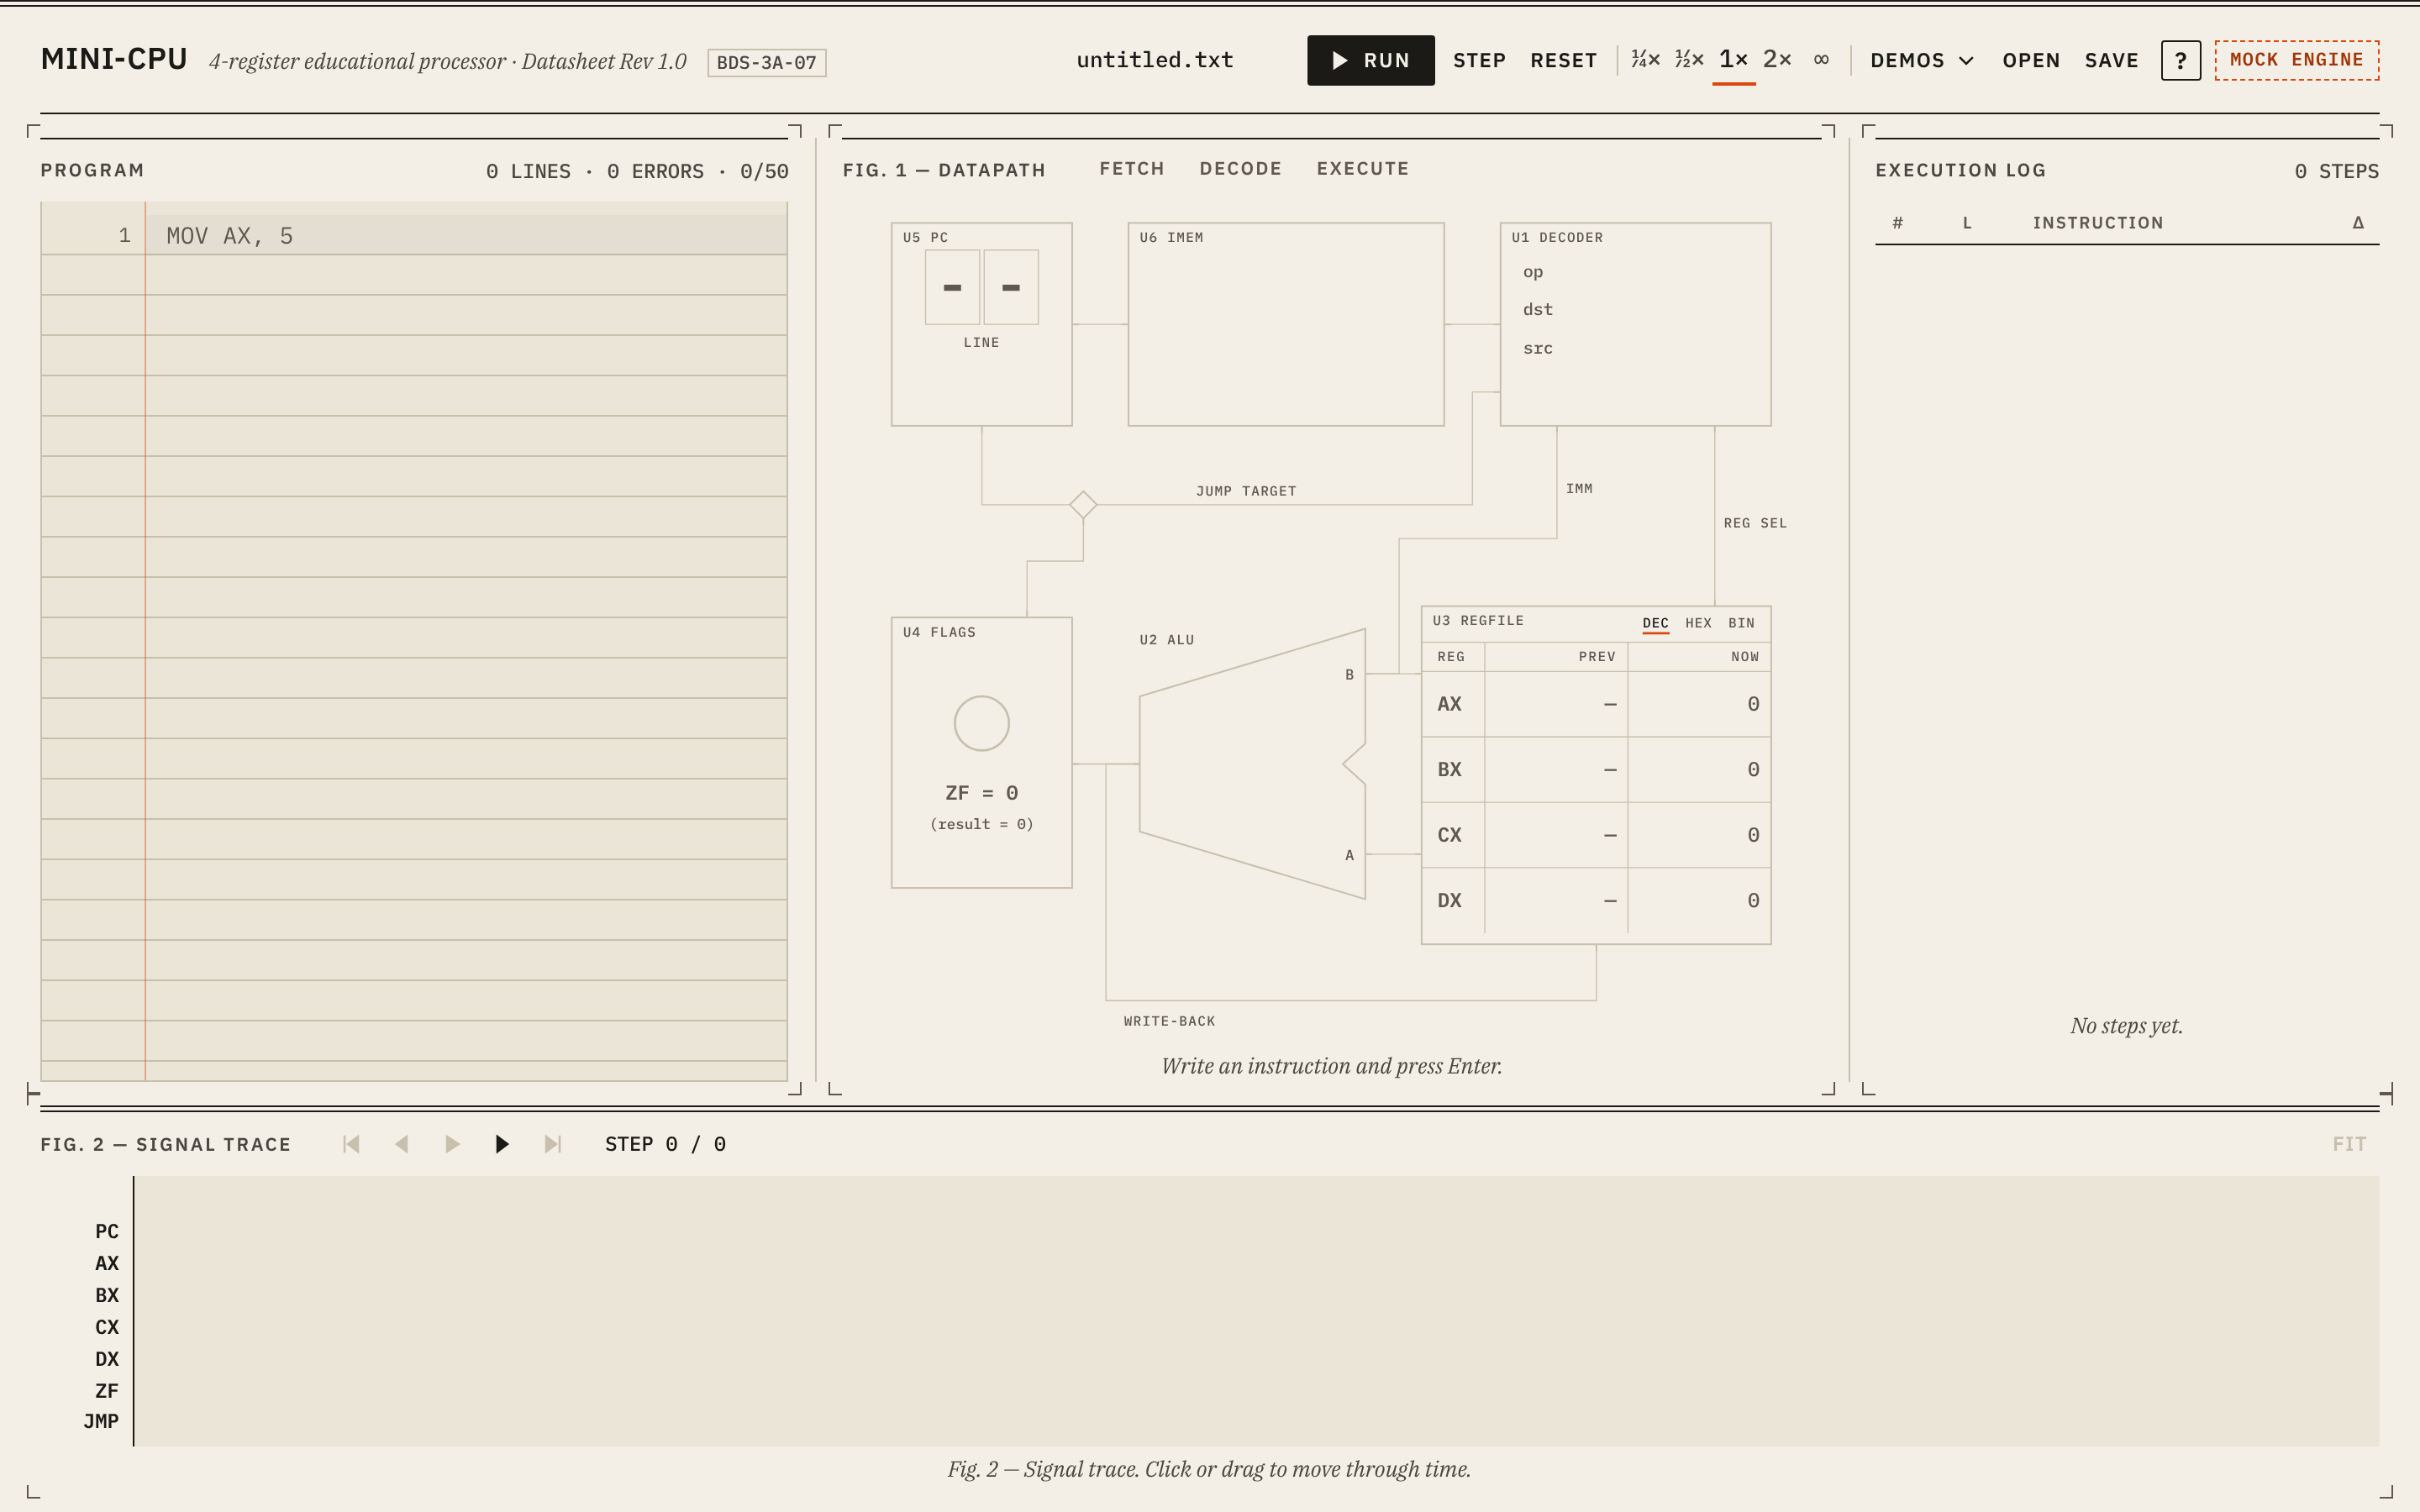 MINI-CPU 4-register educational processor · Datasheet Rev 1.0 BDS-3A-07 untitled.txt RUN STEP RESET ¼× ½× 1× 2× ∞ DEMOS OPEN SAVE ? MOCK ENGINE
PROGRAM 0 LINES · 0 ERRORS · 0/50
1 MOV AX, 5
FIG. 1 — DATAPATH FETCH DECODE EXECUTE
U5 PC
– –
LINE
U6 IMEM
U1 DECODER
op
dst
src
JUMP TARGET
IMM
REG SEL
U4 FLAGS
ZF = 0
(result = 0)
U2 ALU
B
A
U3 REGFILE DEC HEX BIN
REG PREV NOW
AX — 0
BX — 0
CX — 0
DX — 0
WRITE-BACK
Write an instruction and press Enter.
EXECUTION LOG 0 STEPS
# L INSTRUCTION Δ
No steps yet.
FIG. 2 — SIGNAL TRACE STEP 0 / 0 FIT
PC
AX
BX
CX
DX
ZF
JMP
Fig. 2 — Signal trace. Click or drag to move through time.